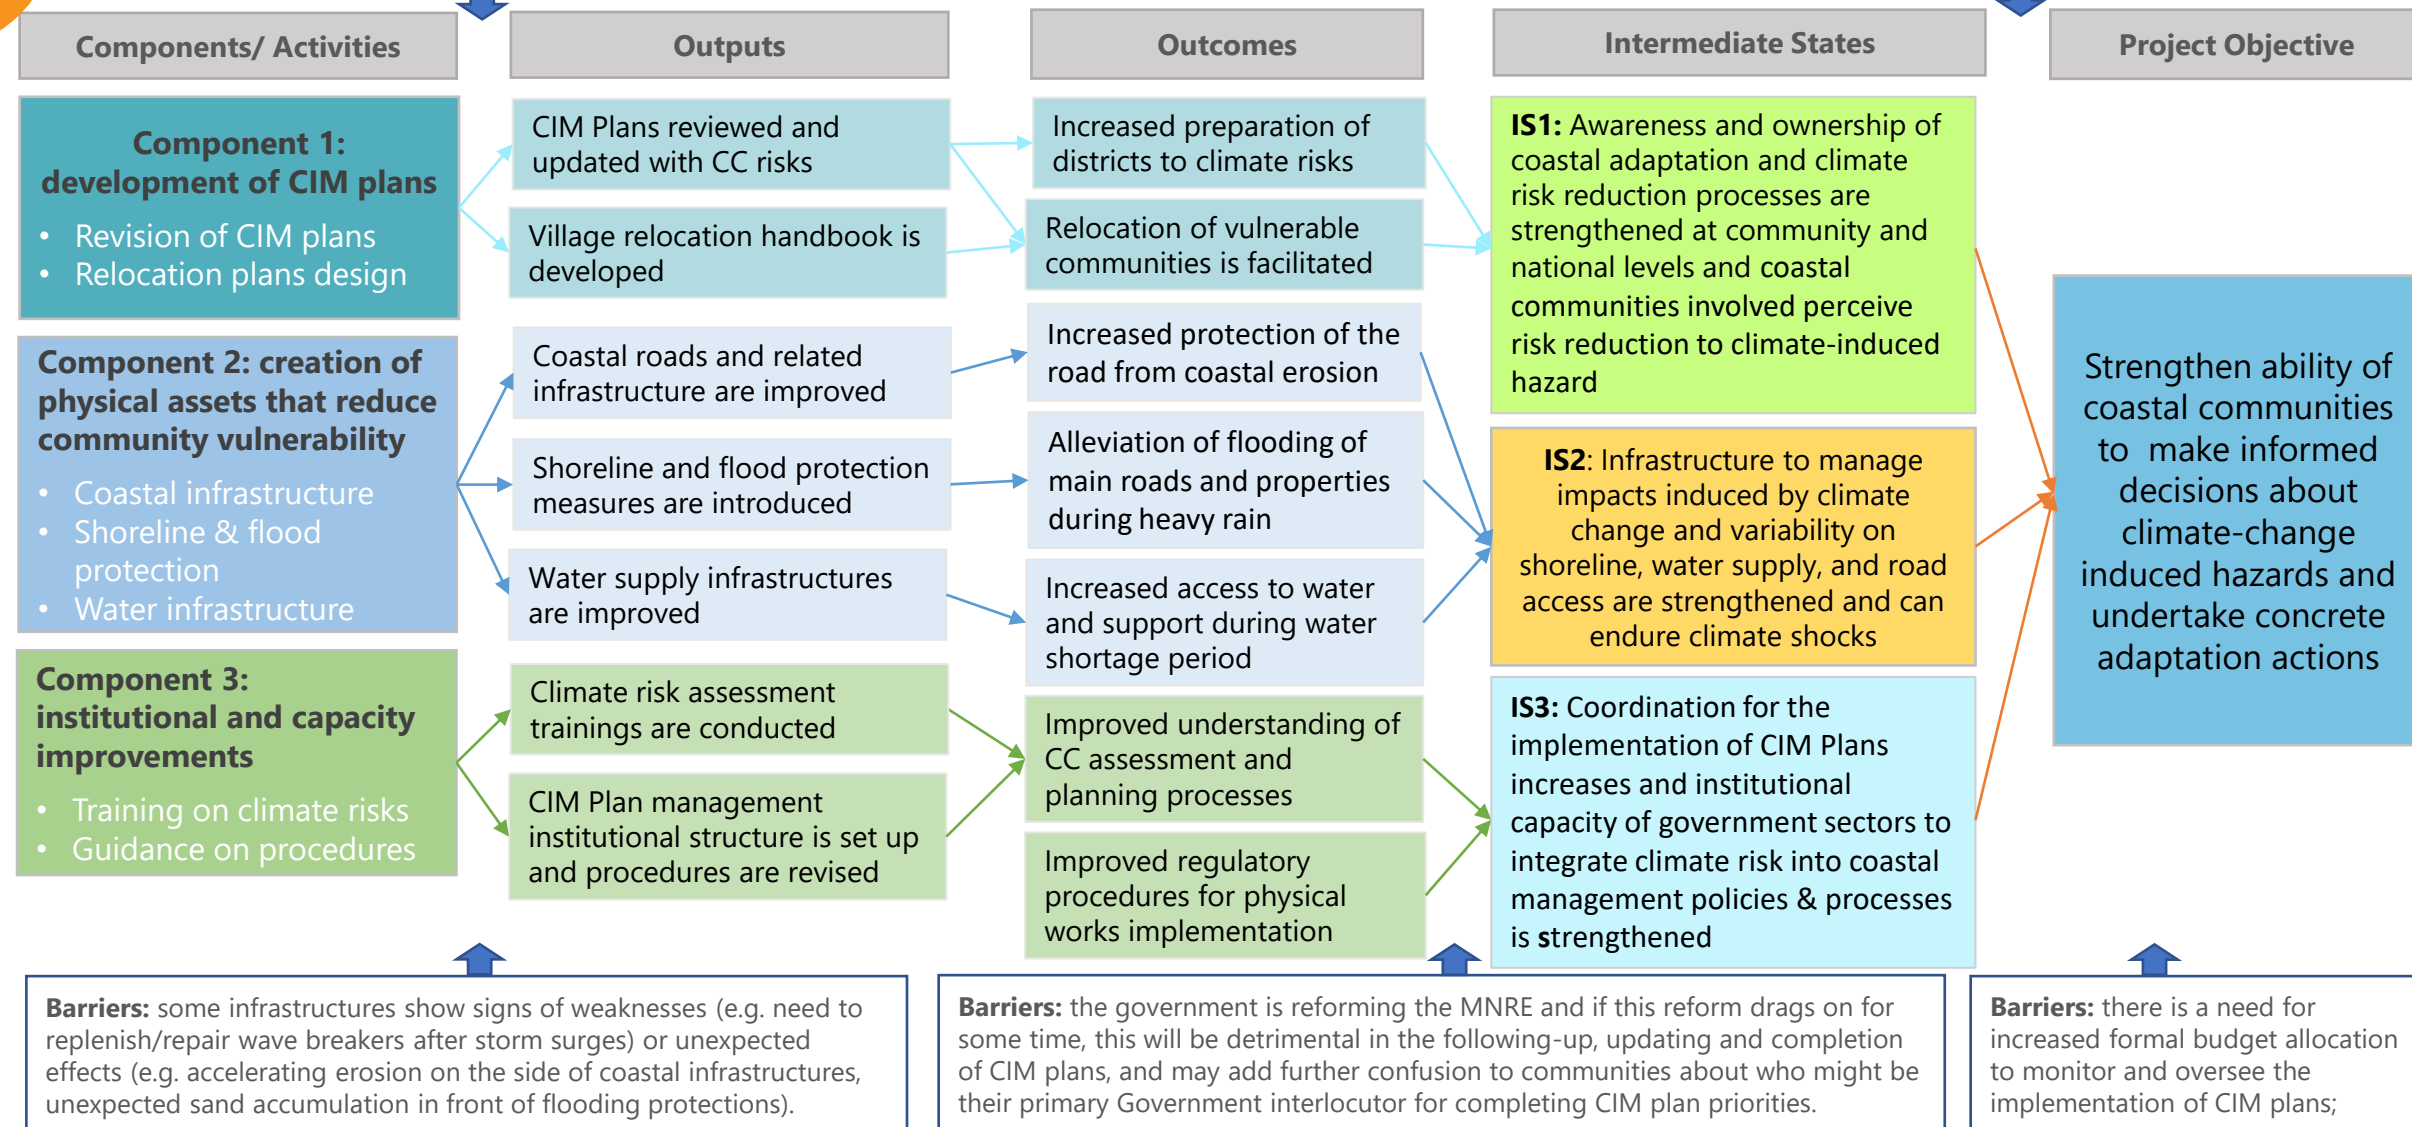 Components/ Activities
Outputs
Outcomes
Intermediate States
Project Objective
Component 1:
development of CIM plans
• Revision of CIM plans
• Relocation plans design
CIM Plans reviewed and
updated with CC risks
Village relocation handbook is
developed
Increased preparation of
districts to climate risks
Relocation of vulnerable
communities is facilitated
IS1: Awareness and ownership of
coastal adaptation and climate
risk reduction processes are
strengthened at community and
national levels and coastal
communities involved perceive
risk reduction to climate-induced
hazard
Component 2: creation of
physical assets that reduce
community vulnerability
• Coastal infrastructure
• Shoreline & flood
protection
• Water infrastructure
Coastal roads and related
infrastructure are improved
Shoreline and flood protection
measures are introduced
Water supply infrastructures
are improved
Increased protection of the
road from coastal erosion
Alleviation of flooding of
main roads and properties
during heavy rain
Increased access to water
and support during water
shortage period
IS2: Infrastructure to manage
impacts induced by climate
change and variability on
shoreline, water supply, and road
access are strengthened and can
endure climate shocks
Strengthen ability of
coastal communities
to make informed
decisions about
climate-change
induced hazards and
undertake concrete
adaptation actions
Component 3:
institutional and capacity
improvements
• Training on climate risks
• Guidance on procedures
Climate risk assessment
trainings are conducted
CIM Plan management
institutional structure is set up
and procedures are revised
Improved understanding of
CC assessment and
planning processes
Improved regulatory
procedures for physical
works implementation
IS3: Coordination for the
implementation of CIM Plans
increases and institutional
capacity of government sectors to
integrate climate risk into coastal
management policies & processes
is strengthened
Barriers: some infrastructures show signs of weaknesses (e.g. need to
replenish/repair wave breakers after storm surges) or unexpected
effects (e.g. accelerating erosion on the side of coastal infrastructures,
unexpected sand accumulation in front of flooding protections).
Barriers: the government is reforming the MNRE and if this reform drags on for
some time, this will be detrimental in the following-up, updating and completion
of CIM plans, and may add further confusion to communities about who might be
their primary Government interlocutor for completing CIM plan priorities.
Barriers: there is a need for
increased formal budget allocation
to monitor and oversee the
implementation of CIM plans;